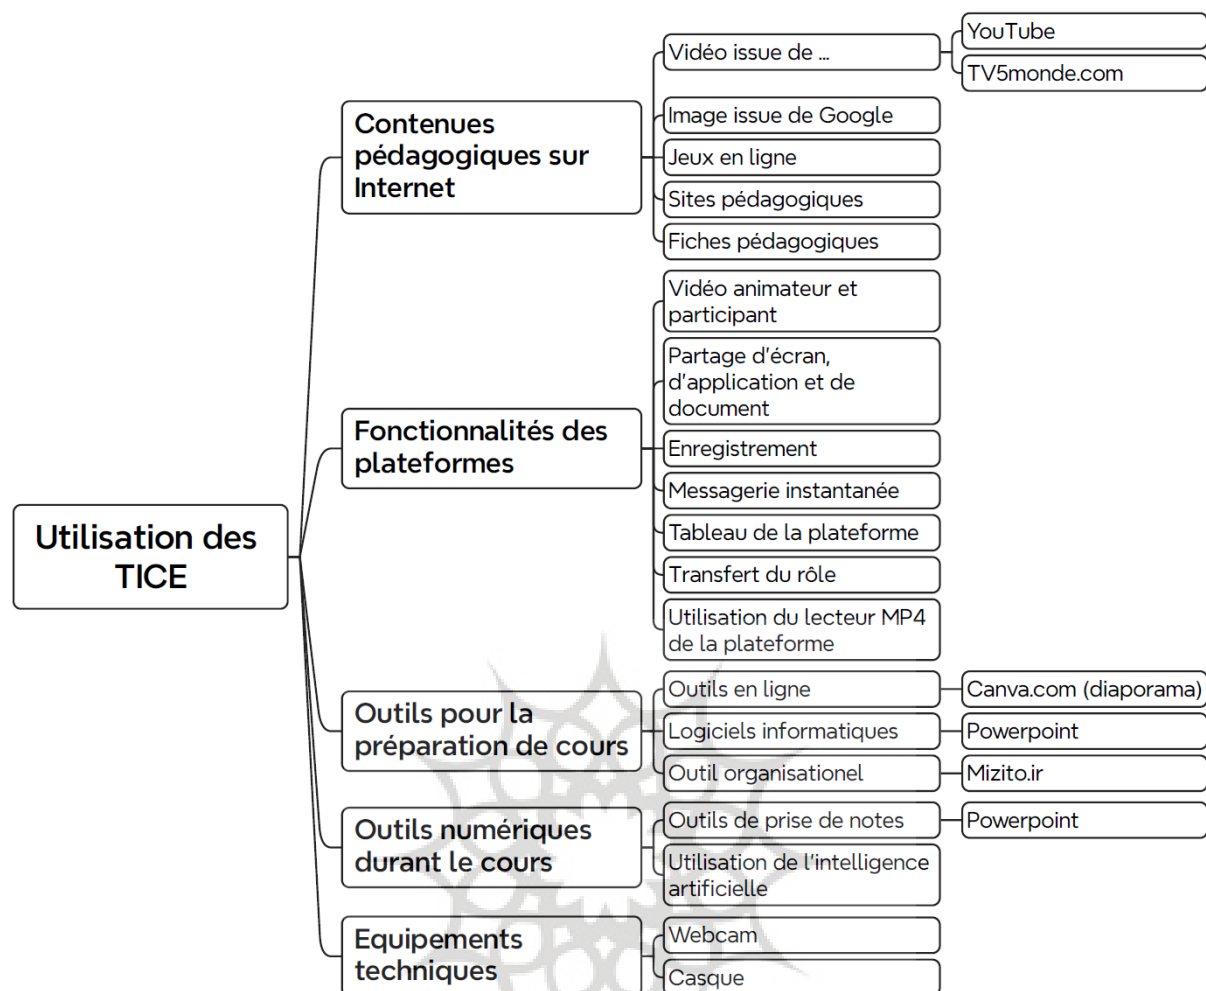 Utilisation des
TICE
Contenues
pédagogiques sur
Internet
Vidéo issue de ...
YouTube
TV5monde.com
Image issue de Google
Jeux en ligne
Sites pédagogiques
Fiches pédagogiques
Fonctionnalités des
plateformes
Vidéo animateur et
participant
Partage d'écran,
d'application et de
document
Enregistrement
Messagerie instantanée
Tableau de la plateforme
Transfert du rôle
Utilisation du lecteur MP4
de la plateforme
Outils pour la
préparation de cours
Outils en ligne
Canva.com (diaporama)
Logiciels informatiques
Powerpoint
Outil organisationel
Mizito.ir
Outils numériques
durant le cours
Outils de prise de notes
Powerpoint
Utilisation de l'intelligence
artificielle
Equipements
techniques
Webcam
Casque